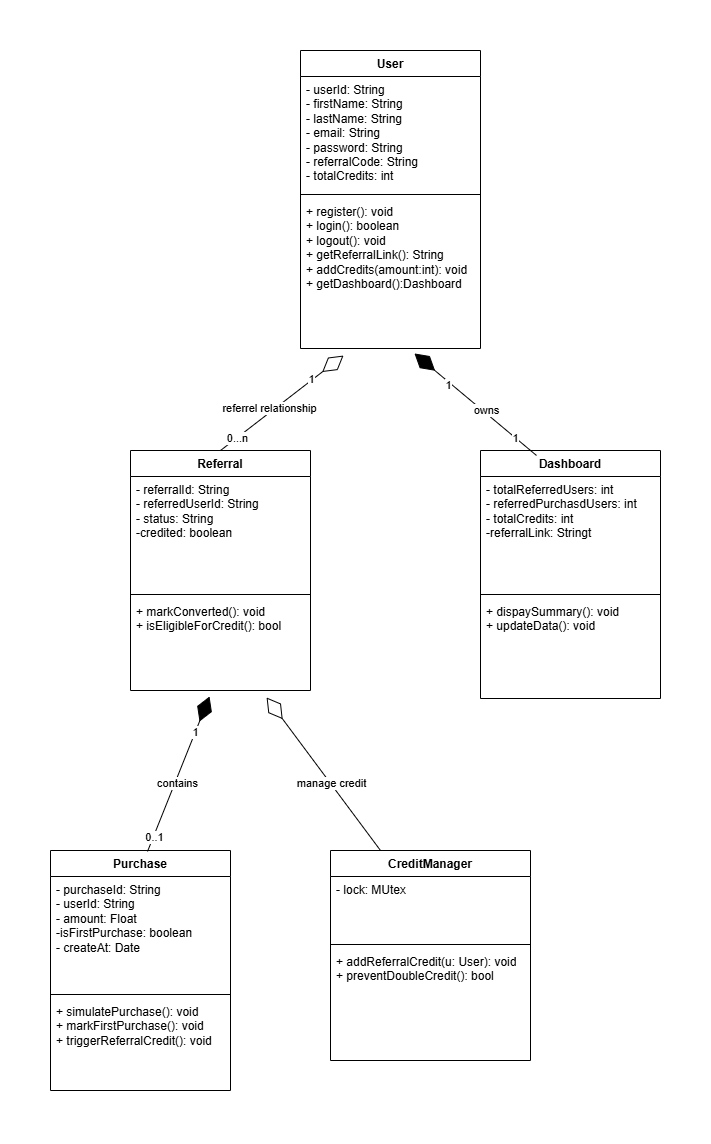 User
- userId: String
- firstName: String
- lastName: String
- email: String
- password: String
- referralCode: String
- totalCredits: int
+ register(): void
+ login(): boolean
+ logout(): void
+ getReferralLink(): String
+ addCredits(amount:int): void
+ getDashboard():Dashboard
1
referrel relationship
0...n
1
owns
1
Referral
- referralId: String
- referredUserId: String
- status: String
-credited: boolean
+ markConverted(): void
+ isEligibleForCredit(): bool
Dashboard
- totalReferredUsers: int
- referredPurchasdUsers: int
- totalCredits: int
-referralLink: Stringt
+ dispaySummary(): void
+ updateData(): void
1
contains
0..1
manage credit
Purchase
- purchaseId: String
- userId: String
- amount: Float
-isFirstPurchase: boolean
- createAt: Date
+ simulatePurchase(): void
+ markFirstPurchase(): void
+ triggerReferralCredit(): void
CreditManager
- lock: MUtex
+ addReferralCredit(u: User): void
+ preventDoubleCredit(): bool